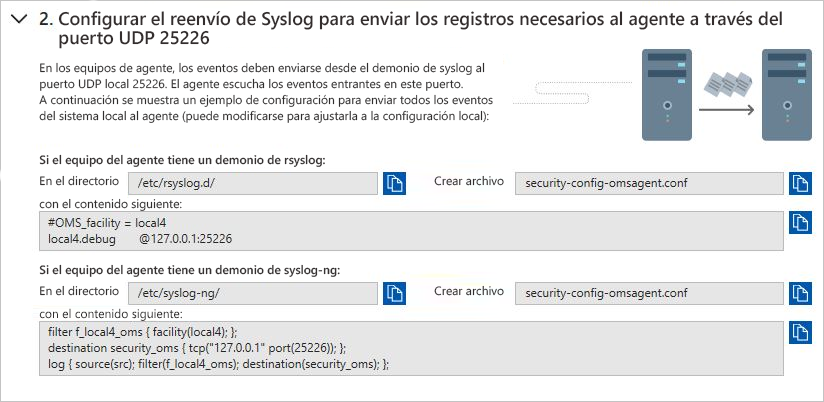 2. Configurar el reenvío de Syslog para enviar los registros necesarios al agente a través del
puerto UDP 25226
En los equipos de agente, los eventos deben enviarse desde el demonio de syslog al
puerto UDP local 25226. El agente escucha los eventos entrantes en este puerto.
A continuación se muestra un ejemplo de configuración para enviar todos los eventos
del sistema local al agente (puede modificarse para ajustarla a la configuración local):
Si el equipo del agente tiene un demonio de rsyslog:
En el directorio /etc/rsyslog.d/ Crear archivo security-config-omsagent.conf
con el contenido siguiente:
#OMS_facility = local4
local4.debug @127.0.0.1:25226
Si el equipo del agente tiene un demonio de syslog-ng:
En el directorio /etc/syslog-ng/ Crear archivo security-config-omsagent.conf
con el contenido siguiente:
filter f_local4_oms { facility(local4); };
destination security_oms { tcp("127.0.0.1" port(25226)); };
log { source(src); filter(f_local4_oms); destination(security_oms); };